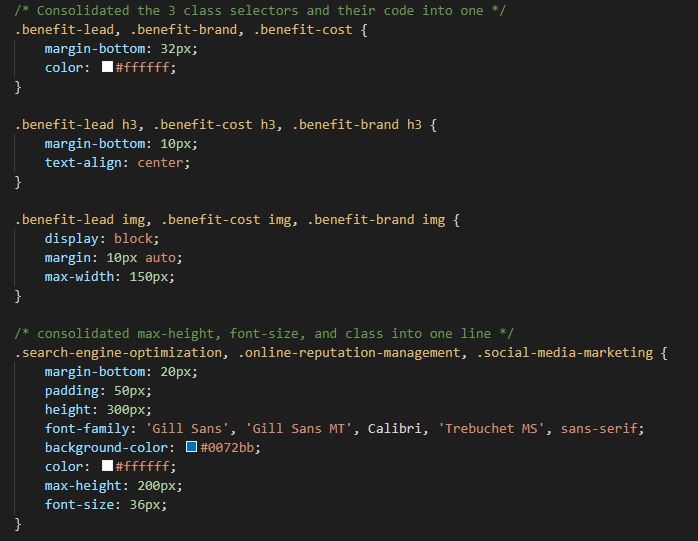 /* Consolidated the 3 class selectors and their code into one */
.benefit-lead, .benefit-brand, .benefit-cost {
    margin-bottom: 32px;
    color: #ffffff;
}

.benefit-lead h3, .benefit-cost h3, .benefit-brand h3 {
    margin-bottom: 10px;
    text-align: center;
}

.benefit-lead img, .benefit-cost img, .benefit-brand img {
    display: block;
    margin: 10px auto;
    max-width: 150px;
}

/* consolidated max-height, font-size, and class into one line */
.search-engine-optimization, .online-reputation-management, .social-media-marketing {
    margin-bottom: 20px;
    padding: 50px;
    height: 300px;
    font-family: 'Gill Sans', 'Gill Sans MT', Calibri, 'Trebuchet MS', sans-serif;
    background-color: #0072bb;
    color: #ffffff;
    max-height: 200px;
    font-size: 36px;
}